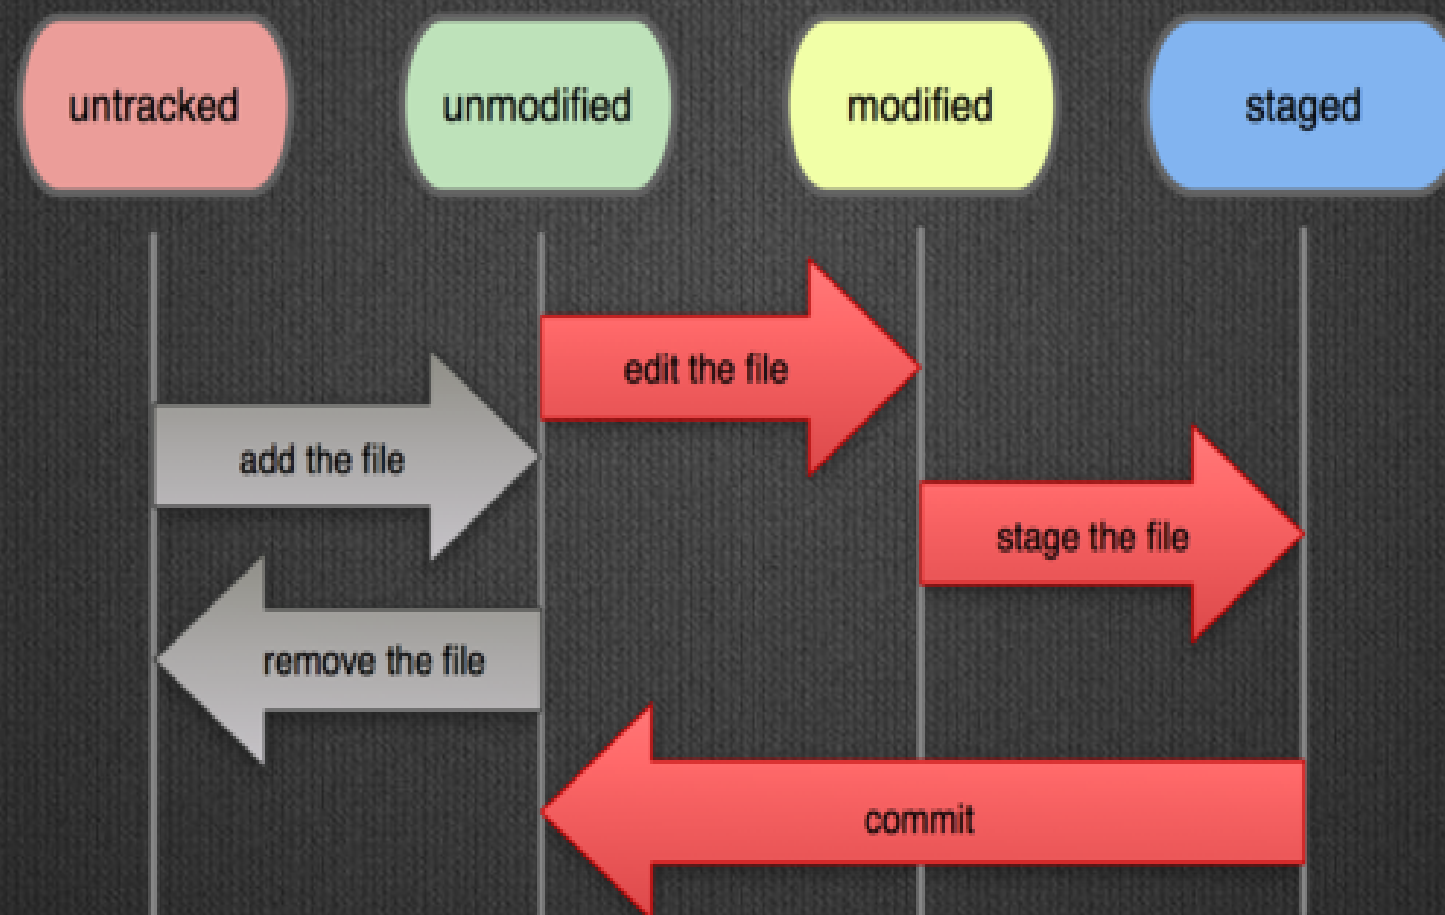 untracked
unmodified
modified
staged
edit the file
add the file
stage the file
remove the file
commit